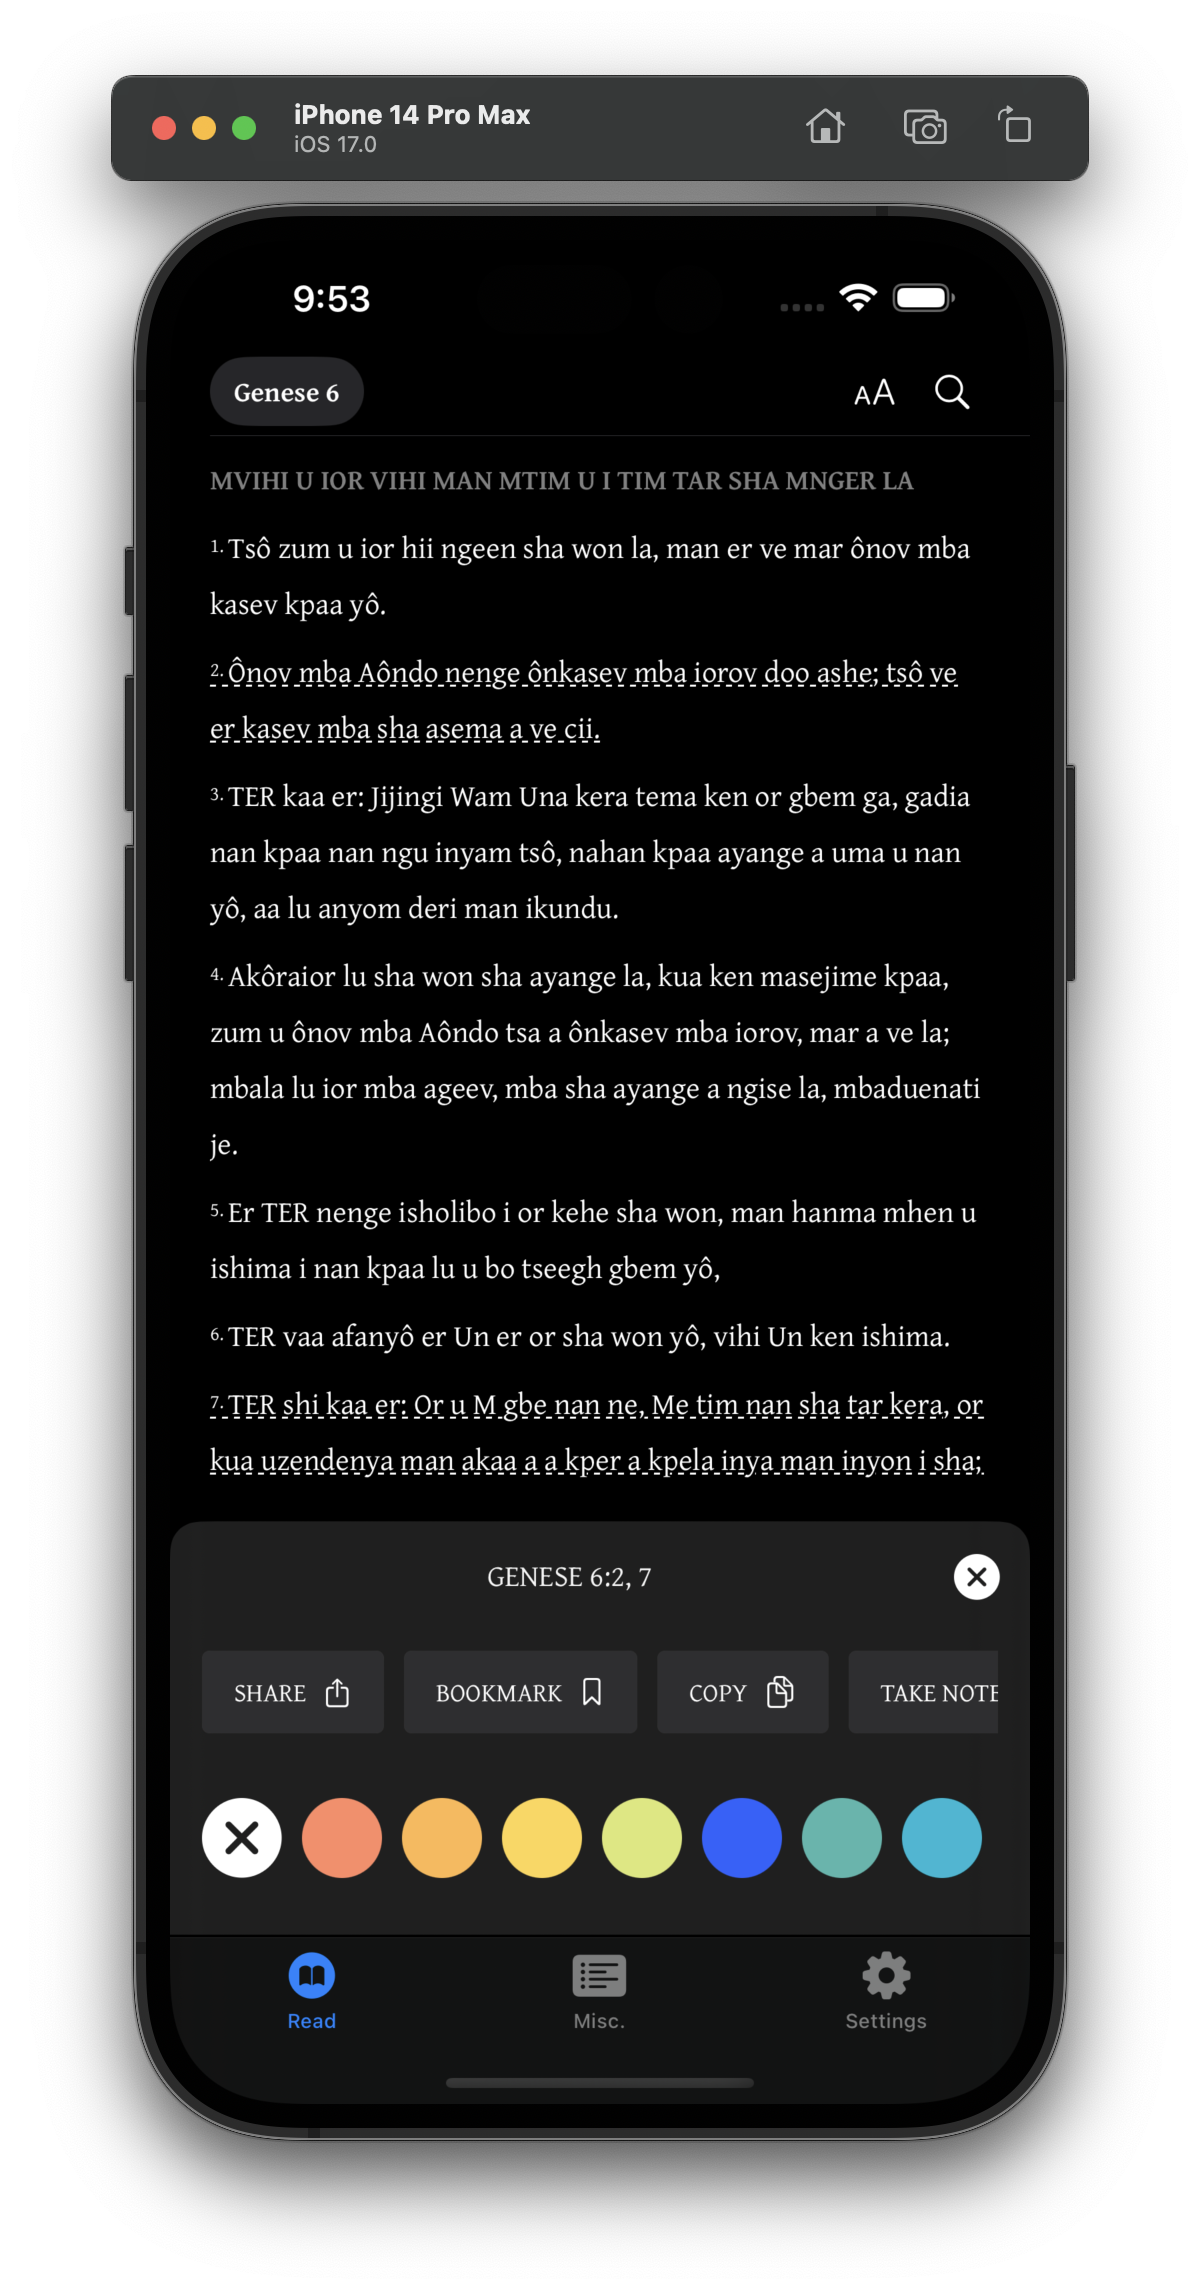 iPhone 14 Pro Max
iOS 17.0
9:53
Genese 6
AA
MVIHI U IOR VIHI MAN MTIM U I TIM TAR SHA MNGER LA
1. Tsô zum u ior hii ngeen sha won la, man er ve mar ônov mba
kasev kpaa yô.
2. Ônov mba Aôndo nenge ônkasev mba iorov doo ashe; tsô ve
er kasev mba sha asema a ve cii.
3. TER kaa er: Jijingi Wam Una kera tema ken or gbem ga, gadia
nan kpaa nan ngu inyam tsô, nahan kpaa ayange a uma u nan
yô, aa lu anyom deri man ikundu.
4. Akôraior lu sha won sha ayange la, kua ken masejime kpaa,
zum u ônov mba Aôndo tsa a ônkasev mba iorov, mar a ve la;
mbala lu ior mba ageev, mba sha ayange a ngise la, mbaduenati
je.
5. Er TER nenge isholibo i or kehe sha won, man hanma mhen u
ishima i nan kpaa lu u bo tseegh gbem yô,
6. TER vaa afanyô er Un er or sha won yô, vihi Un ken ishima.
7. TER shi kaa er: Or u M gbe nan ne, Me tim nan sha tar kera, or
kua uzendenya man akaa a a kper a kpela inya man inyon i sha;
GENESE 6:2, 7
SHARE
BOOKMARK
COPY
TAKE NOTE
Read
Misc.
Settings